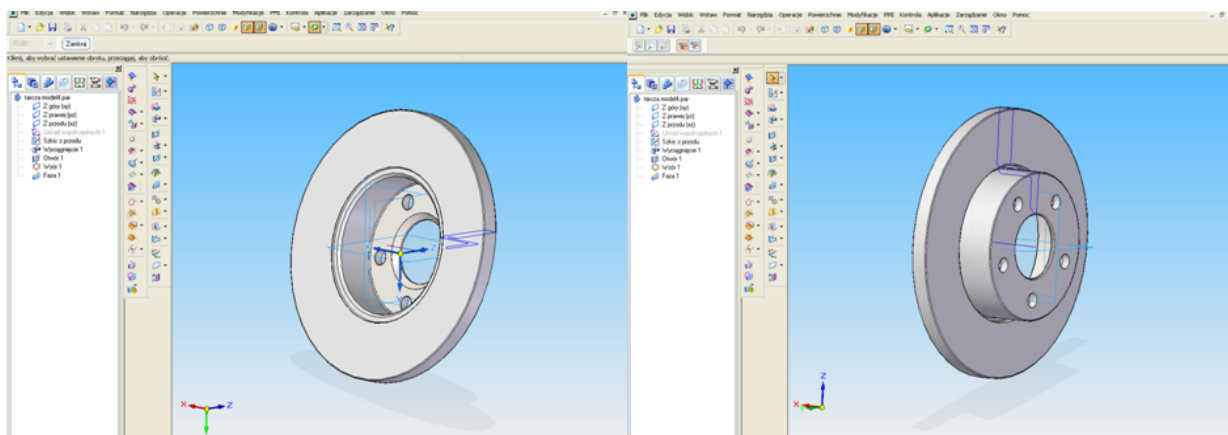 Plik Edycja Widok Wstaw Format Narzędzia Operacje Powierzchnie Modyfikacje PMI Kontrola Aplikacje Zarządzanie Okno Pomoc
Zamknij
Kliknij, aby wybrać ustawienie obrotu, przeciągaj, aby obrócić.
tarcza model4.par
Z góry (xy)
Z prawej (yz)
Z przodu (xz)
Układ współrzędnych 1
Szkic z przodu
Wyciągnięcie 1
Otwór 1
Wzór 1
Faza 1
X
Z
X
Z
Plik Edycja Widok Wstaw Format Narzędzia Operacje Powierzchnie Modyfikacje PMI Kontrola Aplikacje Zarządzanie Okno Pomoc
tarcza model4.par
Z góry (xy)
Z prawej (yz)
Z przodu (xz)
Układ współrzędnych 1
Szkic z przodu
Wyciągnięcie 1
Otwór 1
Wzór 1
Faza 1
Z
X